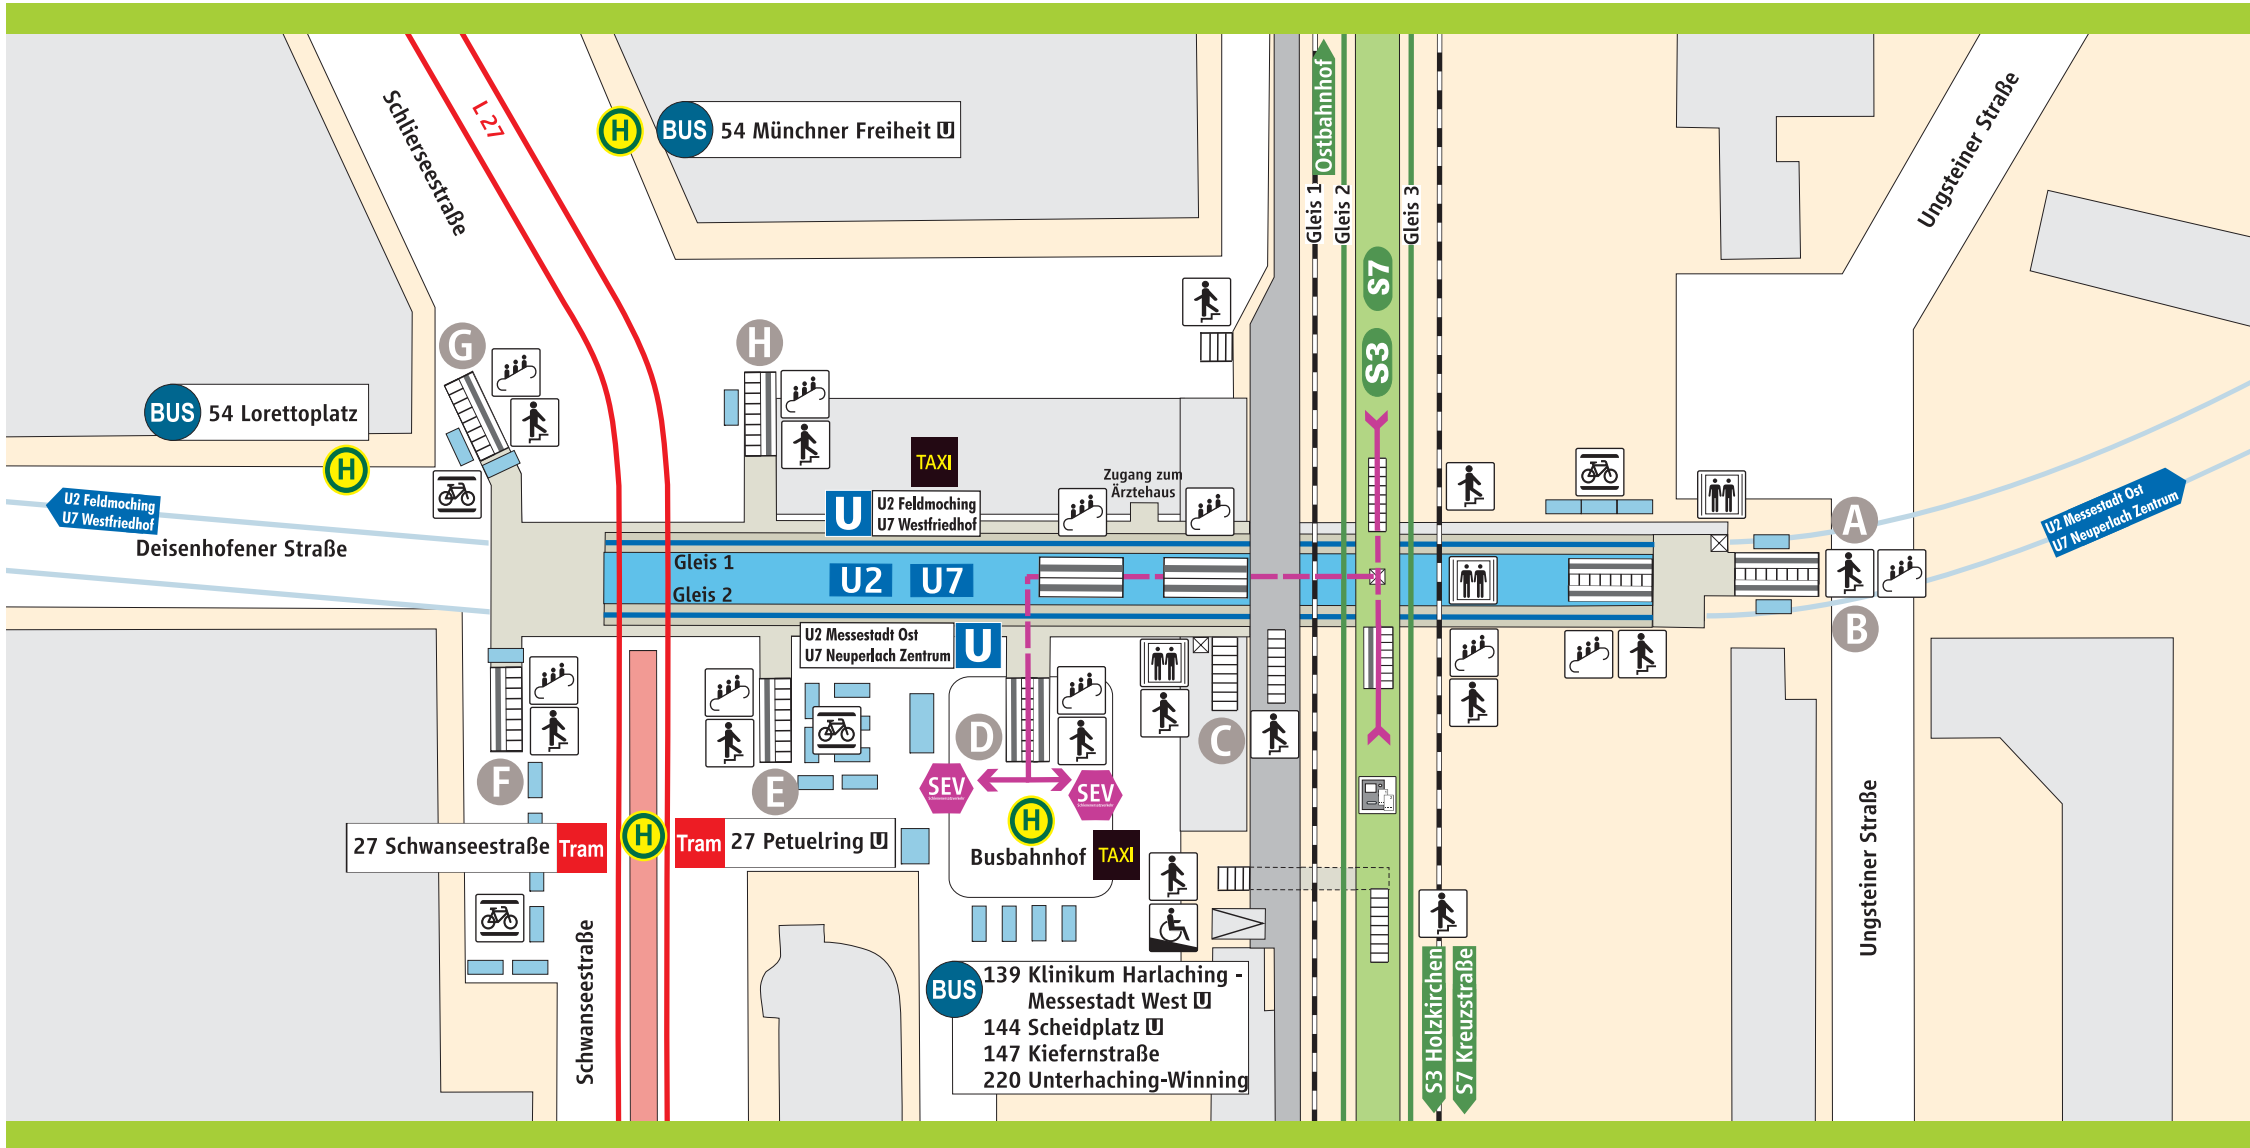 Schlierseestraße
L 27
H
BUS
54 Münchner Freiheit U
Ostbahnhof
Gleis 1
Gleis 2
Gleis 3
S7
S3
Ungsteiner Straße
G
H
BUS
54 Lorettoplatz
H
TAXI
Zugang zum
Ärztehaus
U
U2 Feldmoching
U7 Westfriedhof
U2 Feldmoching
U7 Westfriedhof
Deisenhofener Straße
Gleis 1
Gleis 2
U2
U7
A
B
U2 Messestadt Ost
U7 Neuperlach Zentrum
U2 Messestadt Ost
U7 Neuperlach Zentrum
U
C
D
E
F
SEV
SEV
H
Busbahnhof
TAXI
27 Schwanseestraße
Tram
H
Tram
27 Petuelring U
Schwanseestraße
Ungsteiner Straße
BUS
139 Klinikum Harlaching -
Messestadt West U
144 Scheidplatz U
147 Kiefernstraße
220 Unterhaching-Winning
S3 Holzkirchen
S7 Kreuzstraße